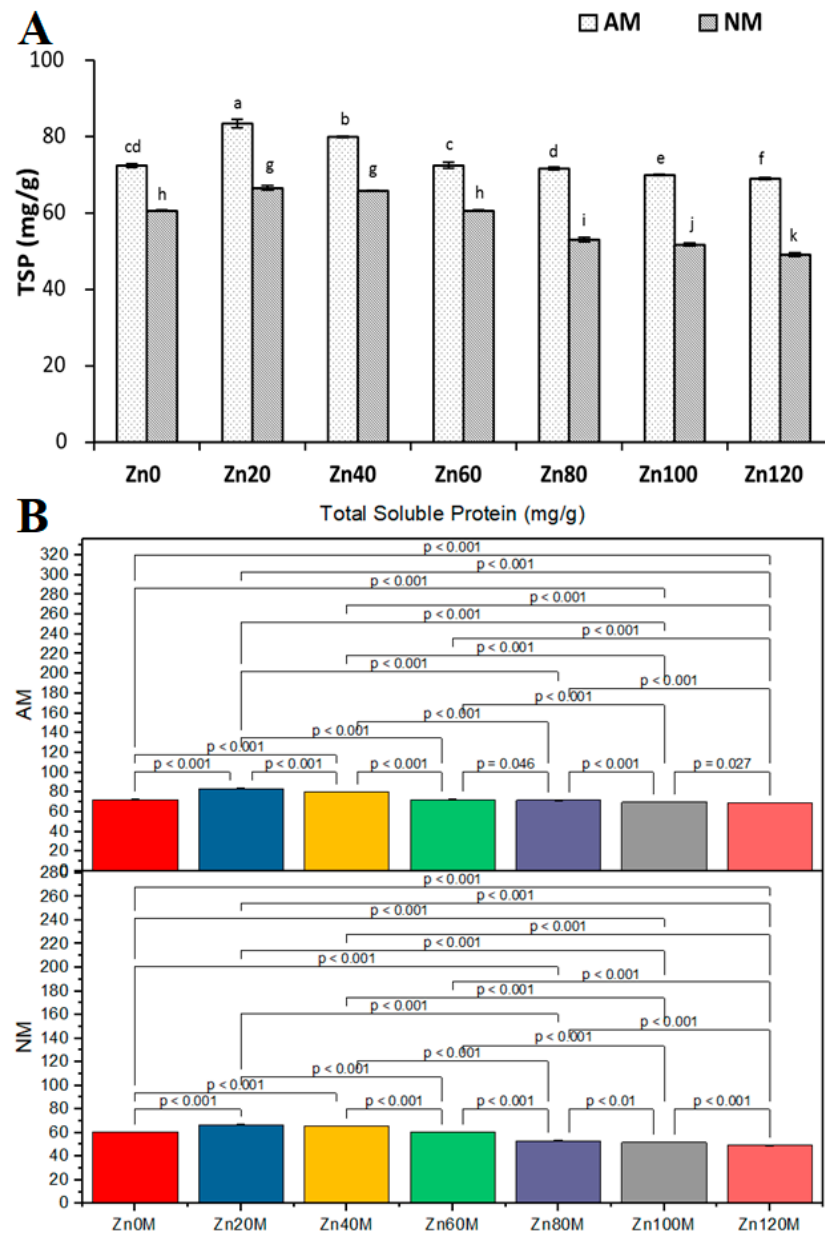 A
AM NM
100
80
60
40
20
0
TSP (mg/g)
cd h a g b g c h d i e j f k
Zn0 Zn20 Zn40 Zn60 Zn80 Zn100 Zn120
B
Total Soluble Protein (mg/g)
AM
320
300
280
260
240
220
200
180
160
140
120
100
80
60
40
20
0
p < 0.001
p < 0.001
p < 0.001
p < 0.001
p < 0.001
p < 0.001
p < 0.001
p < 0.001
p < 0.001
p < 0.001
p < 0.001
p < 0.001
p < 0.001
p < 0.001 p < 0.001 p < 0.001 p = 0.046 p < 0.001 p = 0.027
NM
280
260
240
220
200
180
160
140
120
100
80
60
40
20
0
p < 0.001
p < 0.001
p < 0.001
p < 0.001
p < 0.001
p < 0.001
p < 0.001
p < 0.001
p < 0.001
p < 0.001
p < 0.001
p < 0.001
p < 0.001
p < 0.001
p < 0.001 p < 0.001 p < 0.001 p < 0.01 p < 0.001
Zn0M Zn20M Zn40M Zn60M Zn80M Zn100M Zn120M